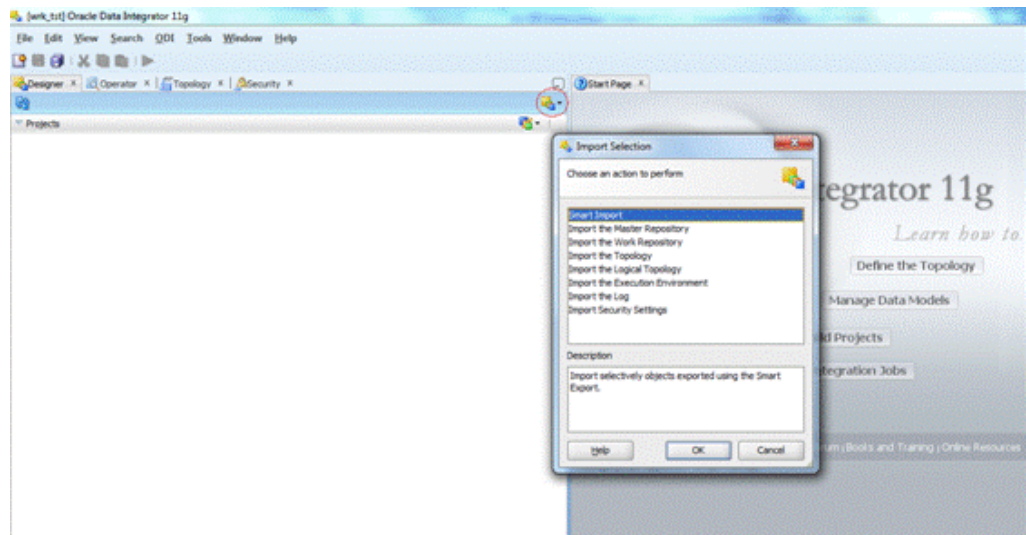 [wrk_tst] Oracle Data Integrator 11g
File Edit View Search ODI Tools Window Help
Designer Operator Topology Security
Start Page
Projects
Import Selection
Choose an action to perform
Smart Import
Import the Master Repository
Import the Work Repository
Import the Topology
Import the Logical Topology
Import the Execution Environment
Import the Log
Import Security Settings
Description
Import selectively objects exported using the Smart
Export.
Help OK Cancel
tegrator 11g
Learn how to
Define the Topology
Manage Data Models
ld Projects
tegration Jobs
rum | Books and Training | Online Resources